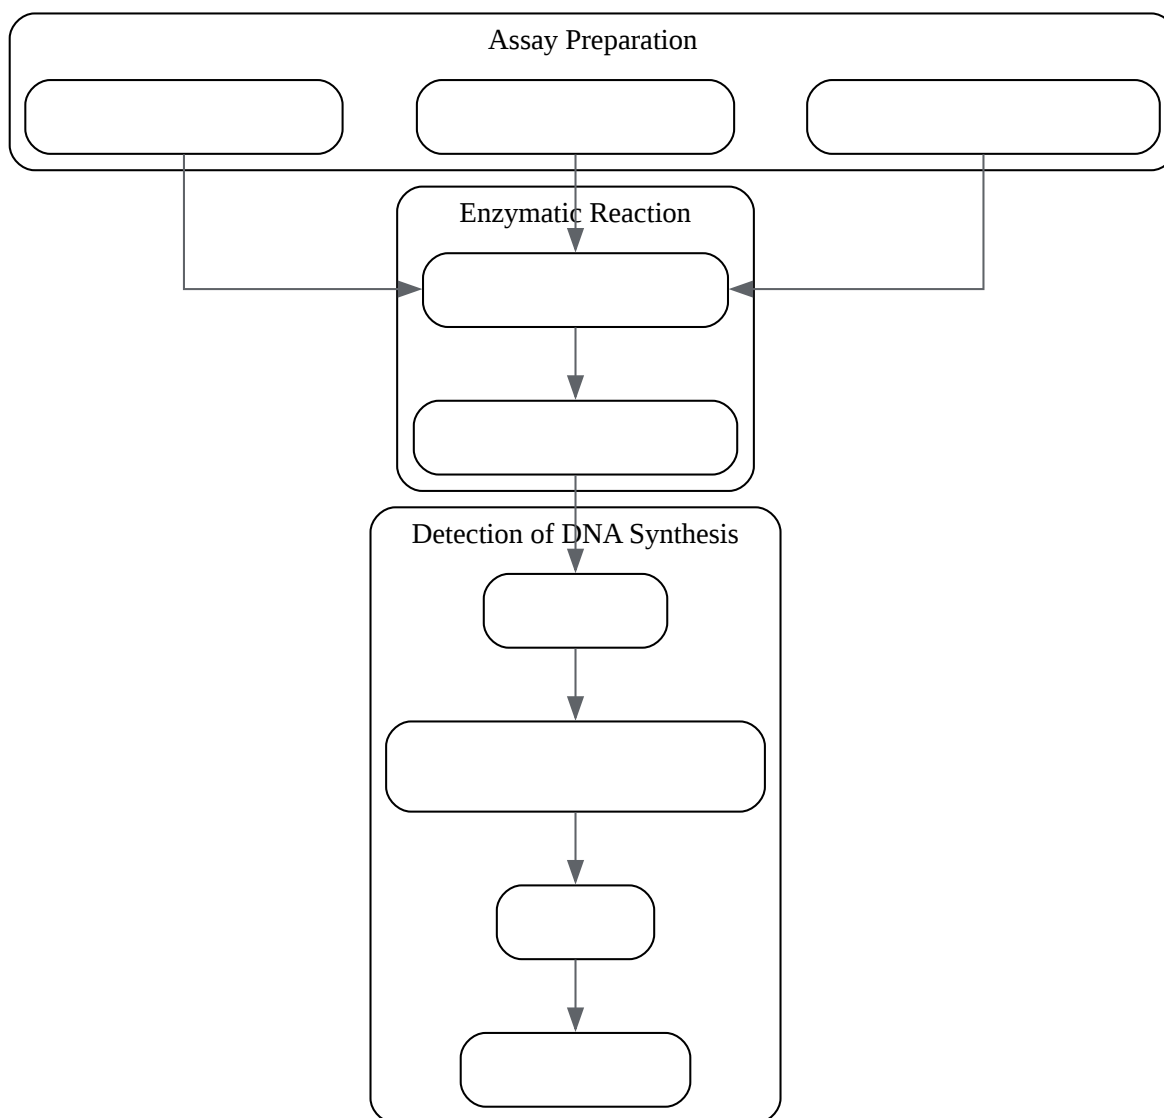 Assay Preparation
Enzymatic Reaction
Detection of DNA Synthesis